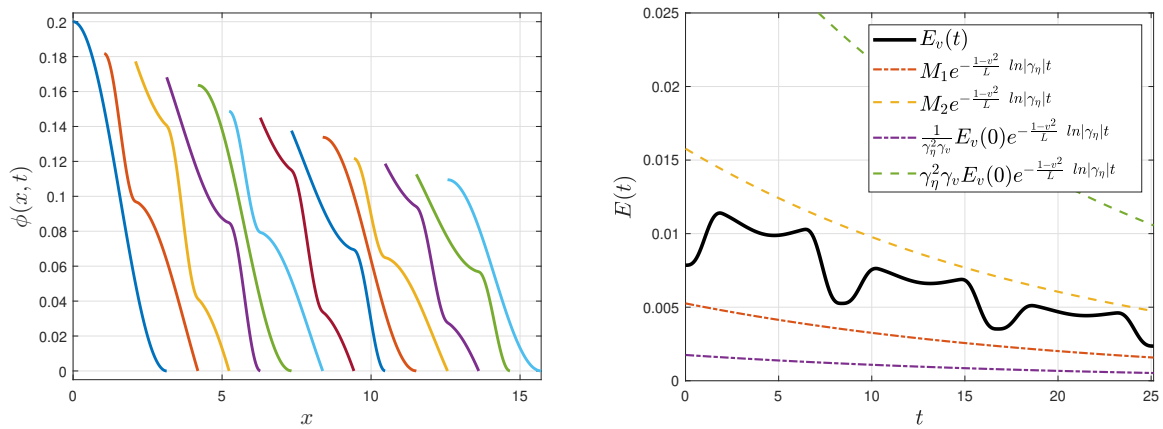 0.2
0.18
0.16
0.14
0.12
0.1
0.08
0.06
0.04
0.02
0
ϕ(x, t)
0 5 10 15
x
0.025
0.02
0.015
0.01
0.005
0
E(t)
E_v(t)
M_1 e^{-\frac{1-v^2}{L} ln|γ_η|t}
M_2 e^{-\frac{1-v^2}{L} ln|γ_η|t}
\frac{1}{γ_η^2 γ_v} E_v(0) e^{-\frac{1-v^2}{L} ln|γ_η|t}
γ_η^2 γ_v E_v(0) e^{-\frac{1-v^2}{L} ln|γ_η|t}
0 5 10 15 20 25
t